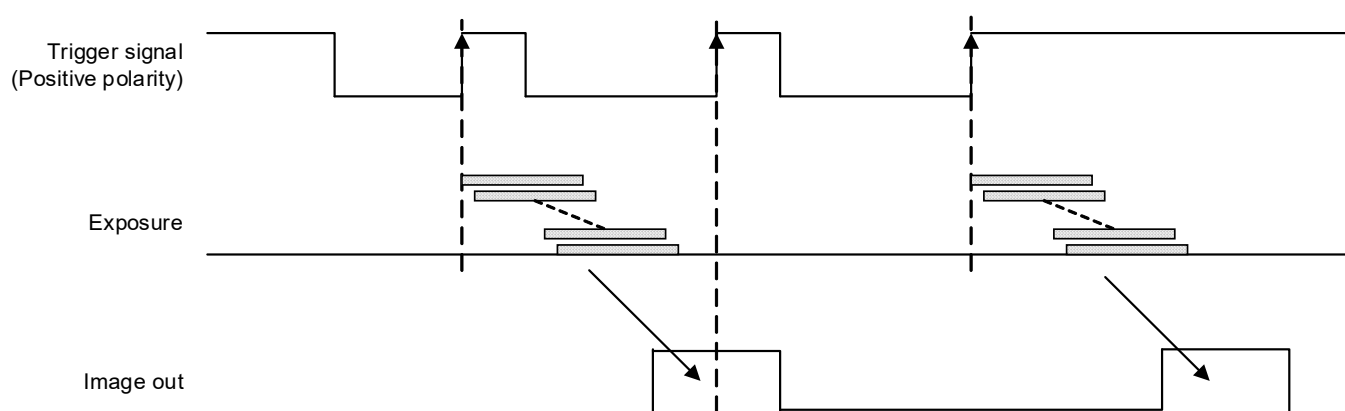 Trigger signal
(Positive polarity)
Exposure
Image out